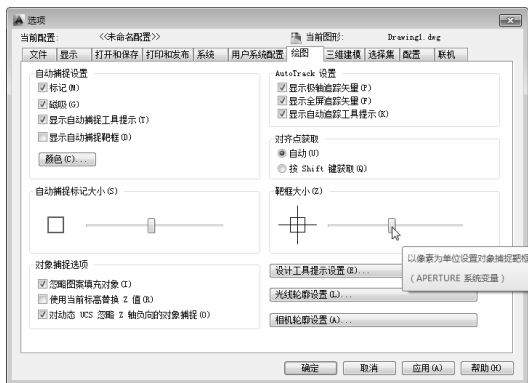 选项
当前配置: <<未命名配置>> 当前图形: Drawing1.dwg
文件 显示 打开和保存 打印和发布 系统 用户系统配置 绘图 三维建模 选择集 配置 联机
自动捕捉设置
标记(M)
磁吸(G)
显示自动捕捉工具提示(T)
显示自动捕捉靶框(D)
颜色(C)...
AutoTrack 设置
显示极轴追踪矢量(P)
显示全屏追踪矢量(F)
显示自动追踪工具提示(K)
对齐点获取
自动(U)
按 Shift 键获取(Q)
自动捕捉标记大小(S)
靶框大小(Z)
以像素为单位设置对象捕捉靶框
(APERTURE 系统变量)
对象捕捉选项
忽略图案填充对象(I)
使用当前标高替换 Z 值(R)
对动态 UCS 忽略 Z 轴负向的对象捕捉(O)
设计工具提示设置(E)...
光线轮廓设置(L)...
相机轮廓设置(A)...
确定 取消 应用(A) 帮助(H)